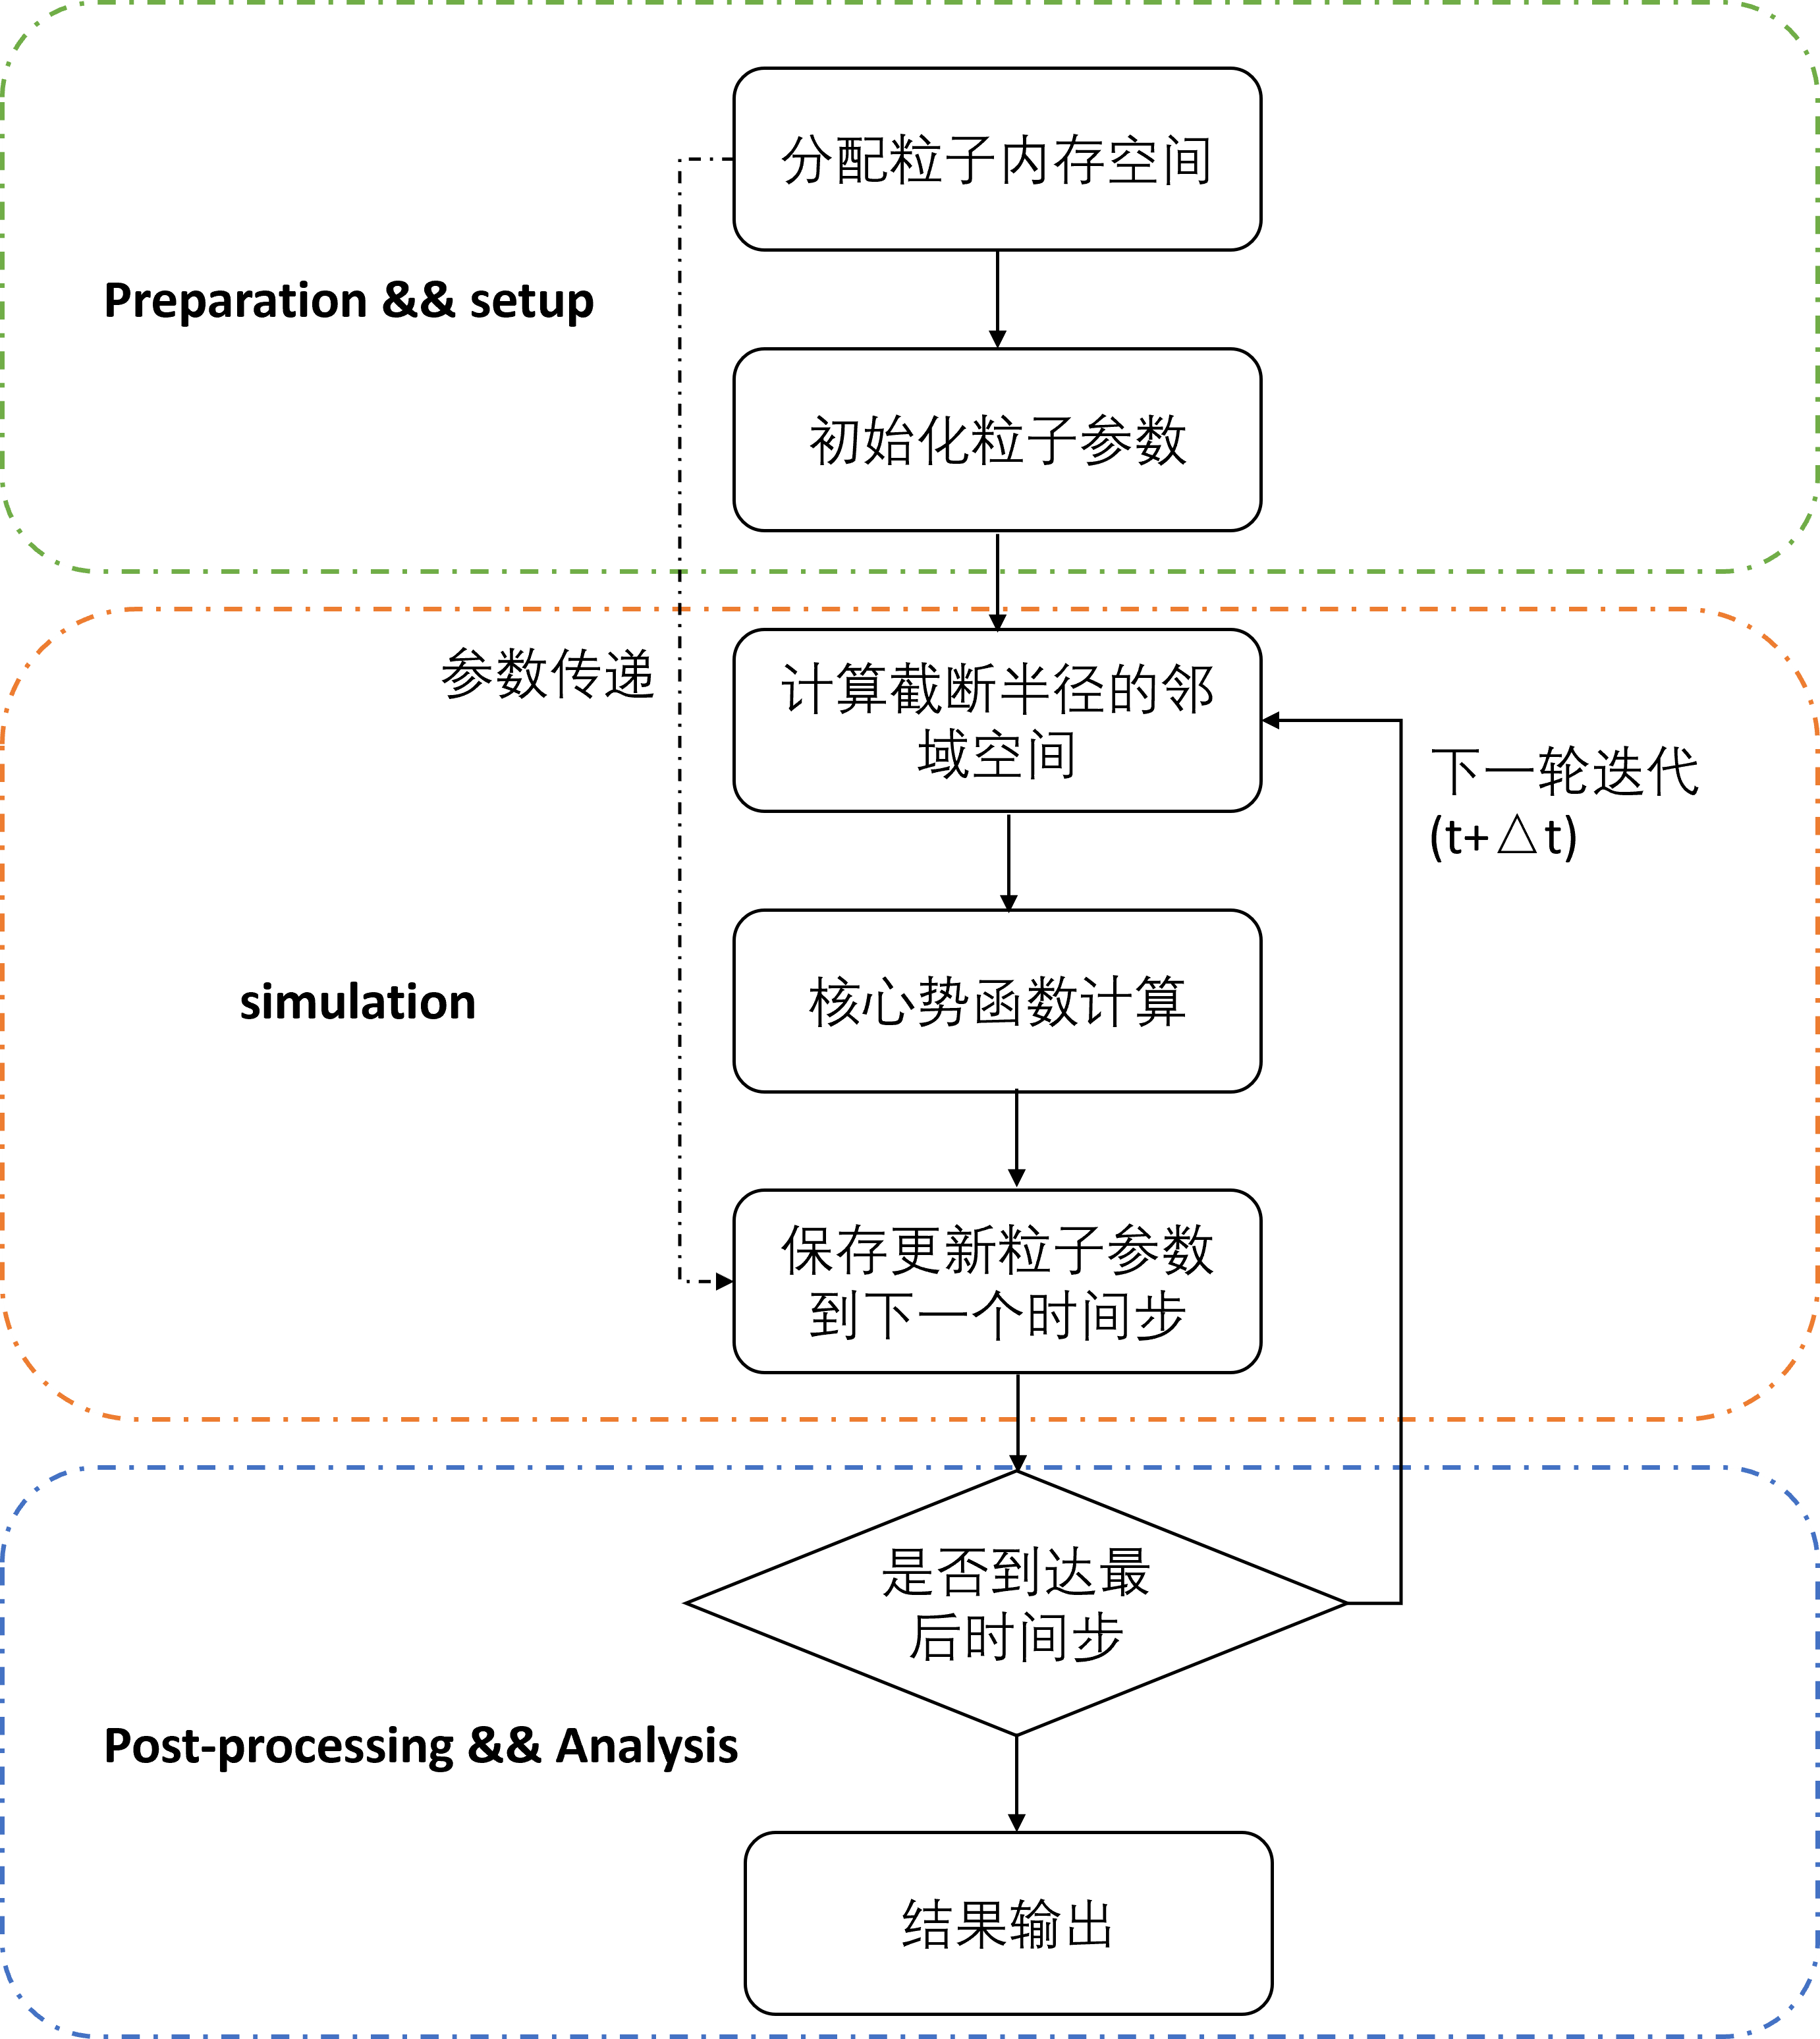 分配粒子内存空间
Preparation && setup
初始化粒子参数
参数传递
计算截断半径的邻
域空间
下一轮迭代
(t+△t)
核心势函数计算
simulation
保存更新粒子参数
到下一个时间步
是否到达最
后时间步
Post-processing && Analysis
结果输出